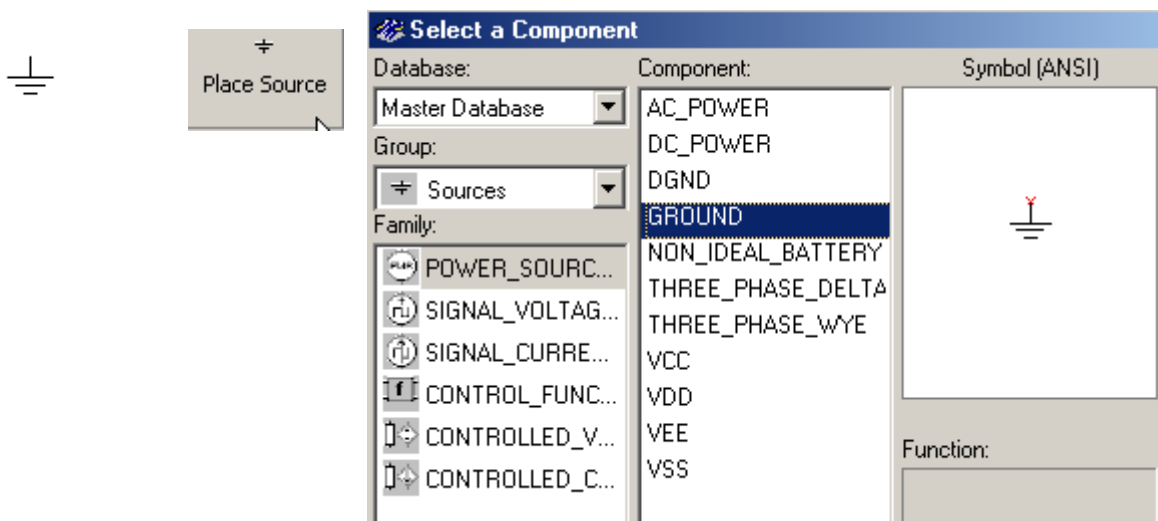 Place Source
Select a Component
Database:
Master Database
Group:
Sources
Family:
POWER_SOURC...
SIGNAL_VOLTAG...
SIGNAL_CURRE...
CONTROL_FUNC...
CONTROLLED_V...
CONTROLLED_C...
Component:
AC_POWER
DC_POWER
DGND
GROUND
NON_IDEAL_BATTERY
THREE_PHASE_DELTA
THREE_PHASE_WYE
VCC
VDD
VEE
VSS
Symbol (ANSI)
Function: